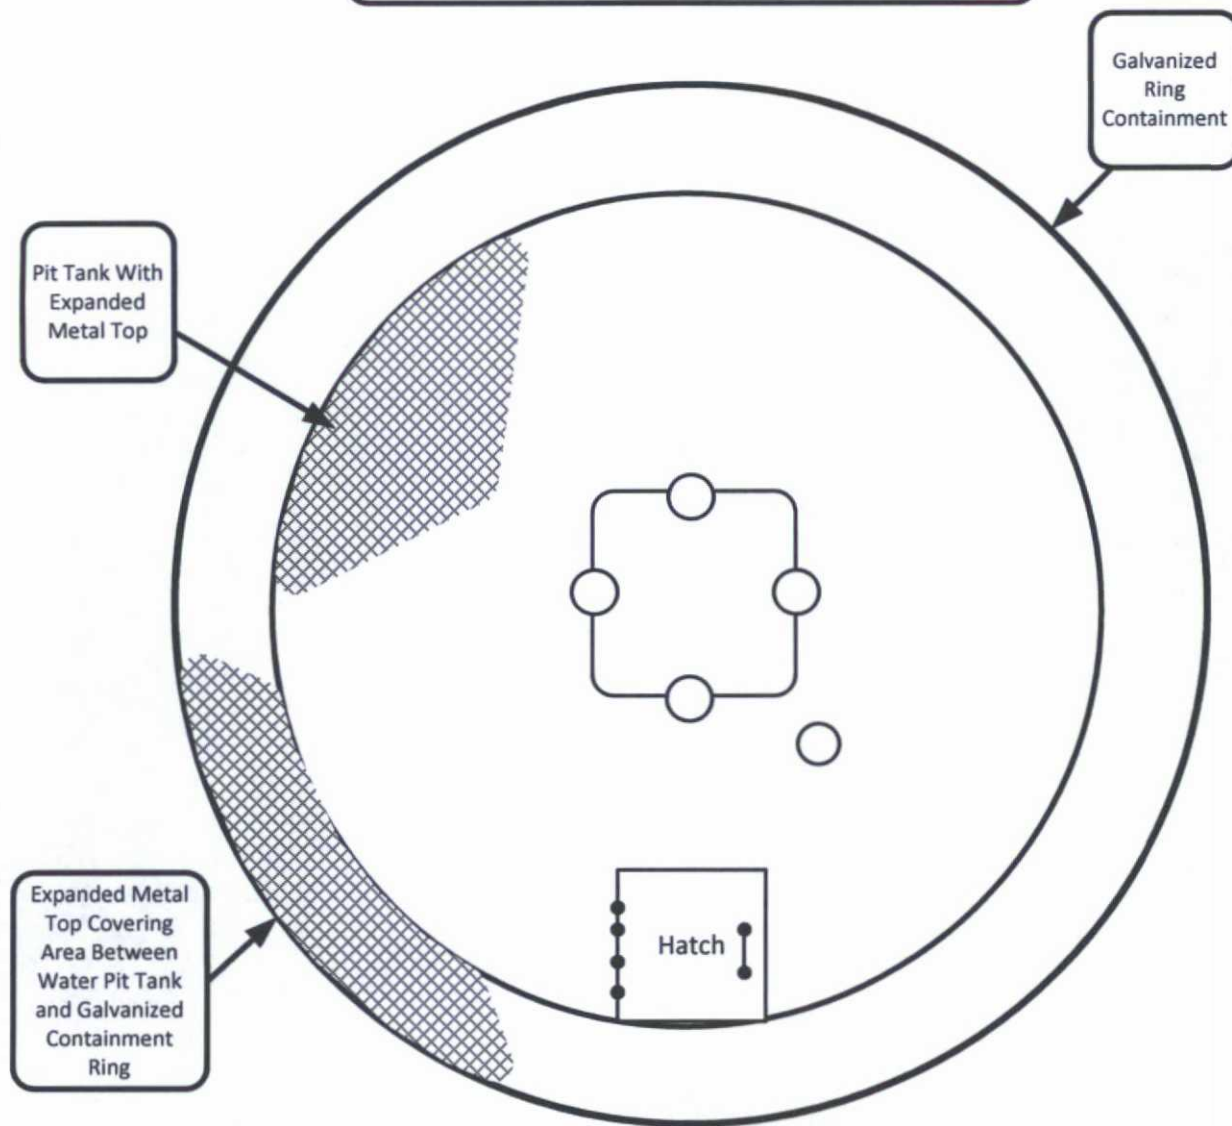 Galvanized
Ring
Containment
Pit Tank With
Expanded
Metal Top
Expanded Metal
Top Covering
Area Between
Water Pit Tank
and Galvanized
Containment
Ring
Hatch